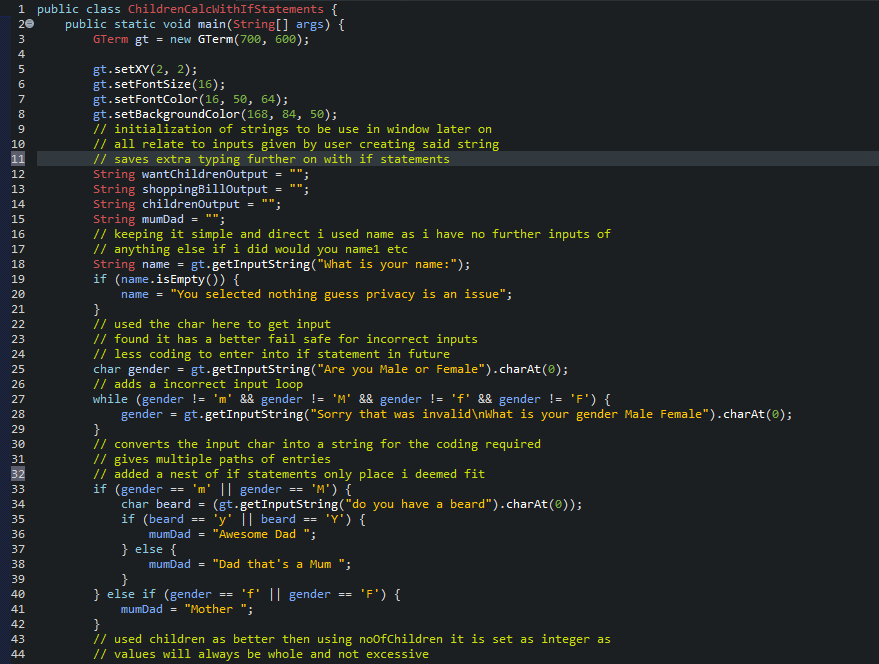 1 public class ChildrenCalcWithIfStatements {
2 public static void main(String[] args) {
3 GTerm gt = new GTerm(700, 600);
4
5 gt.setXY(2, 2);
6 gt.setFontSize(16);
7 gt.setFontColor(16, 50, 64);
8 gt.setBackgroundColor(168, 84, 50);
9 // initialization of strings to be use in window later on
10 // all relate to inputs given by user creating said string
11 // saves extra typing further on with if statements
12 String wantChildrenOutput = "";
13 String shoppingBillOutput = "";
14 String childrenOutput = "";
15 String mumDad = "";
16 // keeping it simple and direct i used name as i have no further inputs of
17 // anything else if i did would you name1 etc
18 String name = gt.getInputString("What is your name:");
19 if (name.isEmpty()) {
20 name = "You selected nothing guess privacy is an issue";
21 }
22 // used the char here to get input
23 // found it has a better fail safe for incorrect inputs
24 // less coding to enter into if statement in future
25 char gender = gt.getInputString("Are you Male or Female").charAt(0);
26 // adds a incorrect input loop
27 while (gender != 'm' && gender != 'M' && gender != 'f' && gender != 'F') {
28 gender = gt.getInputString("Sorry that was invalid\nWhat is your gender Male Female").charAt(0);
29 }
30 // converts the input char into a string for the coding required
31 // gives multiple paths of entries
32 // added a nest of if statements only place i deemed fit
33 if (gender == 'm' || gender == 'M') {
34 char beard = (gt.getInputString("do you have a beard").charAt(0));
35 if (beard == 'y' || beard == 'Y') {
36 mumDad = "Awesome Dad ";
37 } else {
38 mumDad = "Dad that's a Mum ";
39 }
40 } else if (gender == 'f' || gender == 'F') {
41 mumDad = "Mother ";
42 }
43 // used children as better then using noOfChildren it is set as integer as
44 // values will always be whole and not excessive